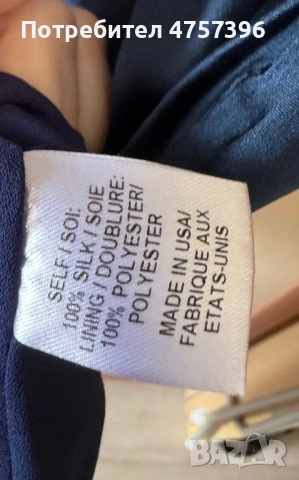 Потребител 4757396
SELF / SOI:
100% SILK / SOIE
LINING / DOUBLURE:
100% POLYESTER/
POLYESTER
MADE IN USA/
FABRIQUE AUX
ETATS-UNIS
BAZAR